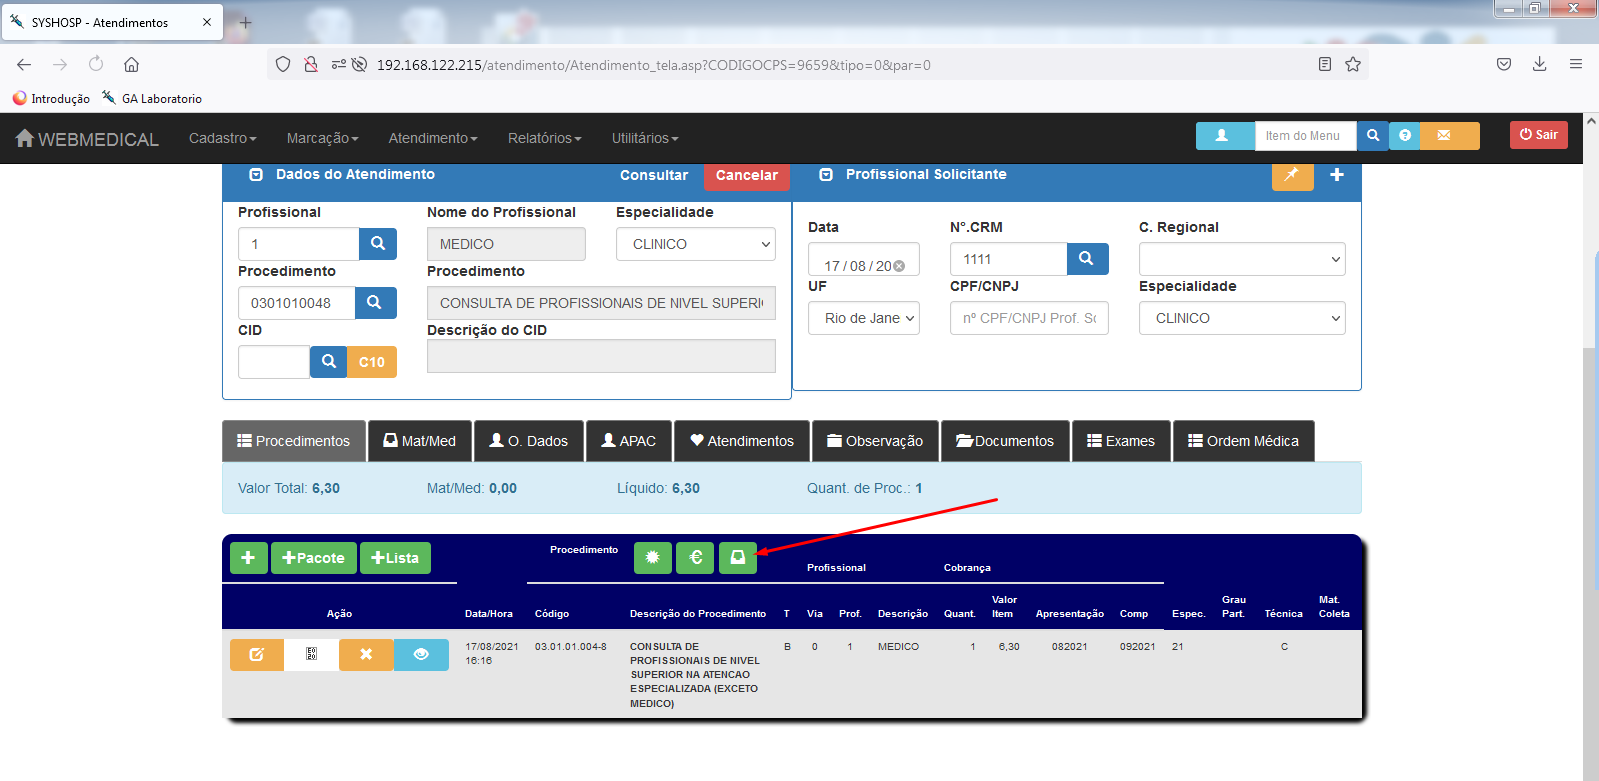 SYSHOSP - Atendimentos
192.168.122.215/atendimento/Atendimento_tela.asp?CODIGOCPS=9659&tipo=0&par=0
Introdução GA Laboratorio
WEBMEDICAL Cadastro Marcação Atendimento Relatórios Utilitários Item do Menu Sair
Dados do Atendimento Consultar Cancelar Profissional Solicitante
Profissional Nome do Profissional Especialidade
Data N°.CRM C. Regional
1 MEDICO CLINICO
17 / 08 / 20 1111
Procedimento Procedimento
UF CPF/CNPJ Especialidade
0301010048 CONSULTA DE PROFISSIONAIS DE NIVEL SUPERI
Rio de Jane nº CPF/CNPJ Prof. Sc CLINICO
CID Descrição do CID
C10
Procedimentos Mat/Med O. Dados APAC Atendimentos Observação Documentos Exames Ordem Médica
Valor Total: 6,30 Mat/Med: 0,00 Líquido: 6,30 Quant. de Proc.: 1
+ +Pacote +Lista Procedimento €
Profissional Cobrança
Ação Data/Hora Código Descrição do Procedimento T Via Prof. Descrição Quant. Valor Item Apresentação Comp Espec. Grau Part. Técnica Mat. Coleta
17/08/2021 03.01.01.004-8 CONSULTA DE B 0 1 MEDICO 1 6,30 082021 092021 21 C
16:16 PROFISSIONAIS DE NIVEL
SUPERIOR NA ATENCAO
ESPECIALIZADA (EXCETO
MEDICO)